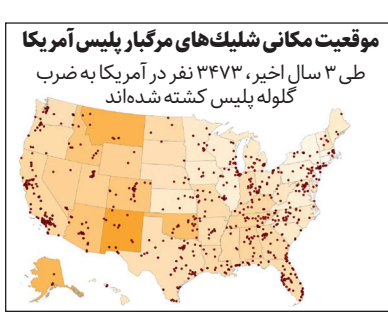 موقعیت مکانی شلیك‌های مرگبار پلیس آمریکا
طی ۳ سال اخیر، ۳۴۷۳ نفر در آمریکا به ضرب
گلوله پلیس کشته شده‌اند